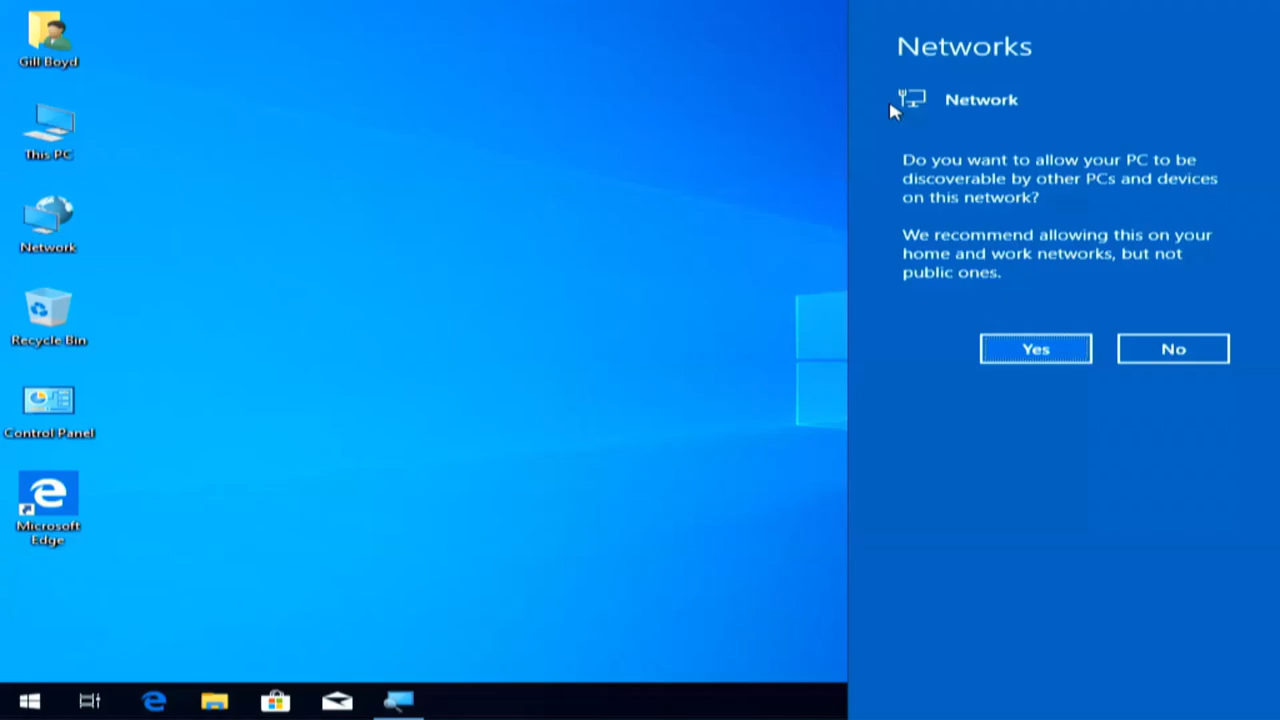 Gill Boyd
This PC
Network
Recycle Bin
Control Panel
Microsoft
Edge
Networks
Network
Do you want to allow your PC to be
discoverable by other PCs and devices
on this network?
We recommend allowing this on your
home and work networks, but not
public ones.
Yes
No